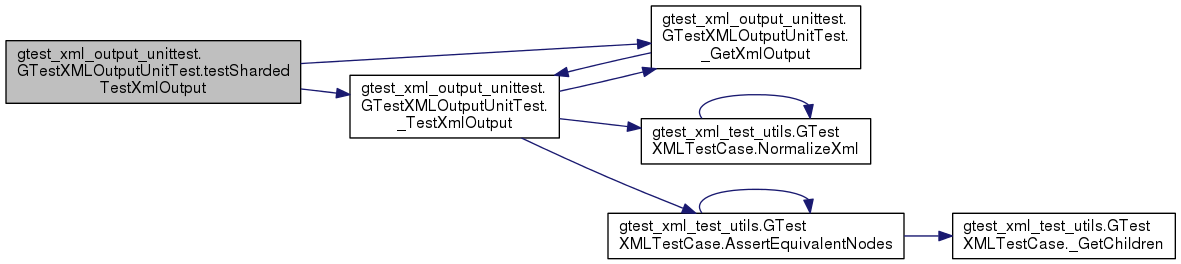 gtest_xml_output_unittest.
GTestXMLOutputUnitTest.testSharded
TestXmlOutput
gtest_xml_output_unittest.
GTestXMLOutputUnitTest.
_TestXmlOutput
gtest_xml_output_unittest.
GTestXMLOutputUnitTest.
_GetXmlOutput
gtest_xml_test_utils.GTest
XMLTestCase.NormalizeXml
gtest_xml_test_utils.GTest
XMLTestCase.AssertEquivalentNodes
gtest_xml_test_utils.GTest
XMLTestCase._GetChildren